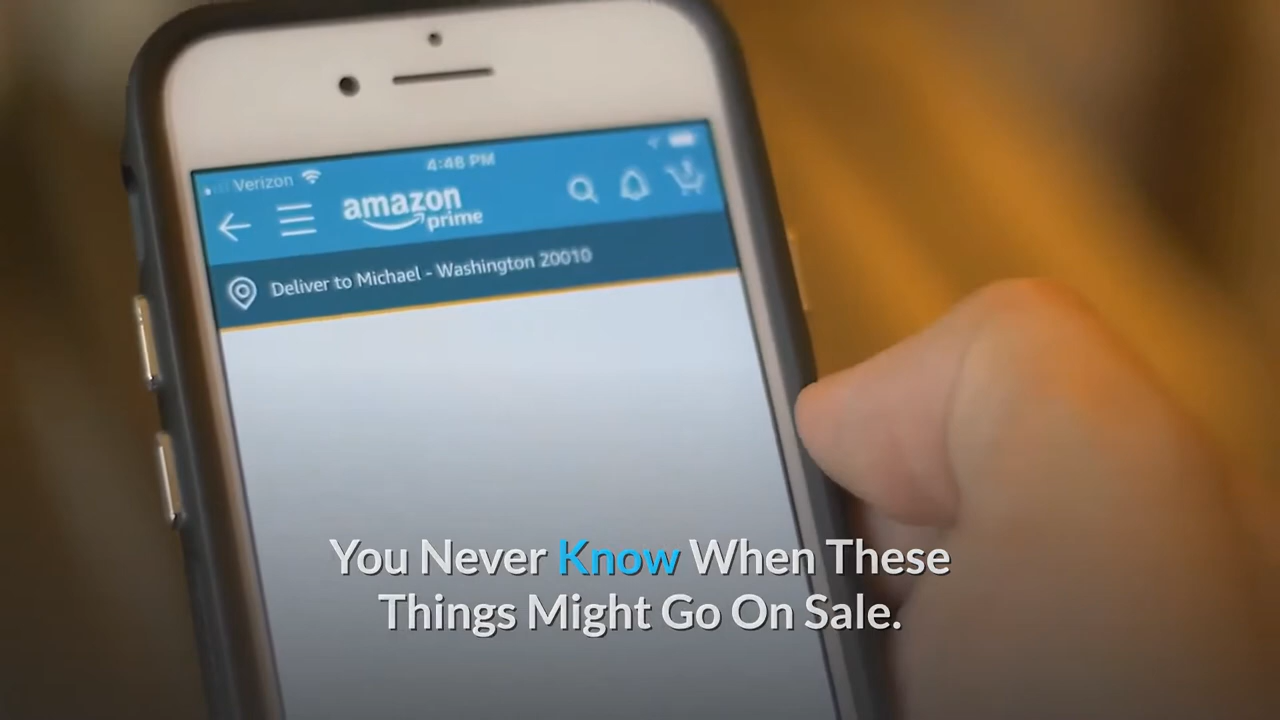 Verizon
4:48 PM
amazon
prime
Deliver to Michael - Washington 20010
You Never Know When These
Things Might Go On Sale.